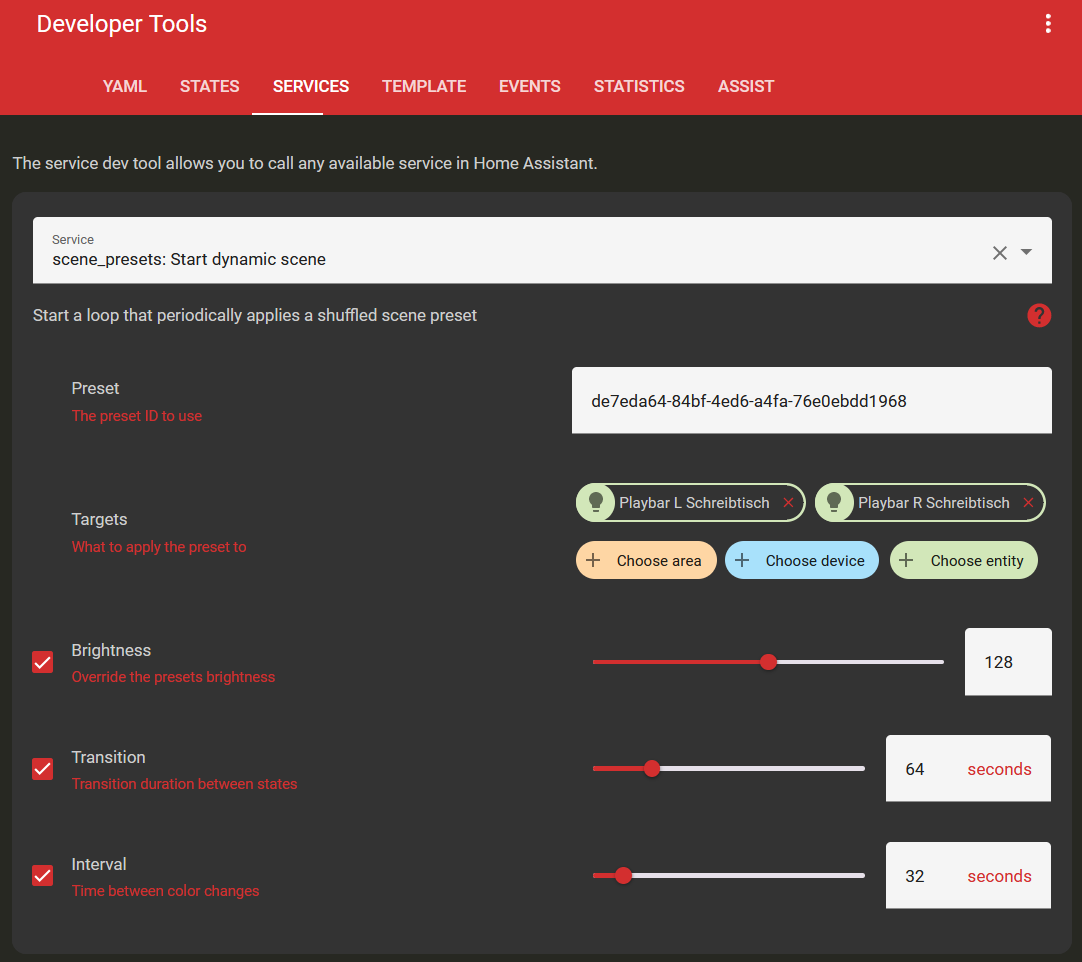 Developer Tools
YAML STATES SERVICES TEMPLATE EVENTS STATISTICS ASSIST
The service dev tool allows you to call any available service in Home Assistant.
Service
scene_presets: Start dynamic scene
Start a loop that periodically applies a shuffled scene preset
?
Preset
The preset ID to use
de7eda64-84bf-4ed6-a4fa-76e0ebdd1968
Targets
What to apply the preset to
Playbar L Schreibtisch
Playbar R Schreibtisch
Choose area
Choose device
Choose entity
Brightness
Override the presets brightness
128
Transition
Transition duration between states
64 seconds
Interval
Time between color changes
32 seconds